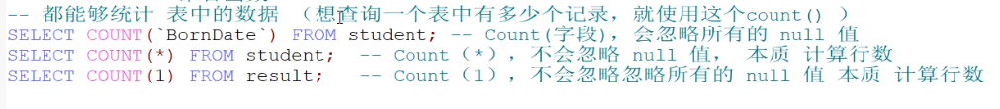 -- 都能够统计 表中的数据 （想查询一个表中有多少个记录，就使用这个count() ）
SELECT COUNT(`BornDate`) FROM student; -- Count(字段)，会忽略所有的 null 值
SELECT COUNT(*) FROM student;  -- Count（*），不会忽略 null 值， 本质 计算行数
SELECT COUNT(1) FROM result;  -- Count（1），不会忽略忽略所有的 null 值 本质 计算行数